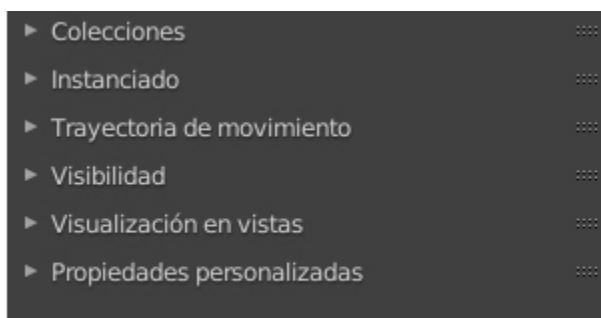 Colecciones
Instanciado
Trayectoria de movimiento
Visibilidad
Visualización en vistas
Propiedades personalizadas